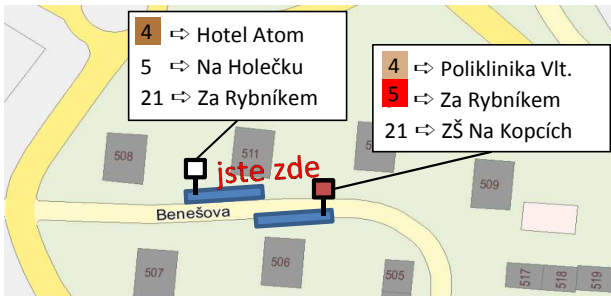 4 ➪ Hotel Atom
5 ➪ Na Holečku
21 ➪ Za Rybníkem
4 ➪ Poliklinika Vlt.
5 ➪ Za Rybníkem
21 ➪ ZŠ Na Kopcích
508
511
jste zde
509
Benešova
507
506
505
517
518
519